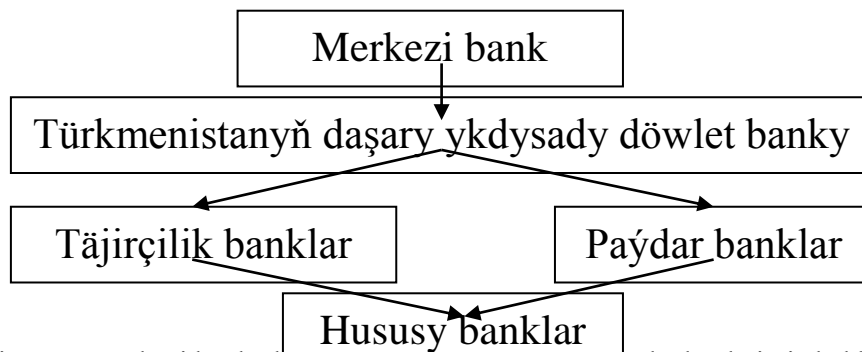 Merkezi bank
Türkmenistanyň daşary ykdysady döwlet banky
Täjirçilik banklar
Paýdar banklar
Hususy banklar